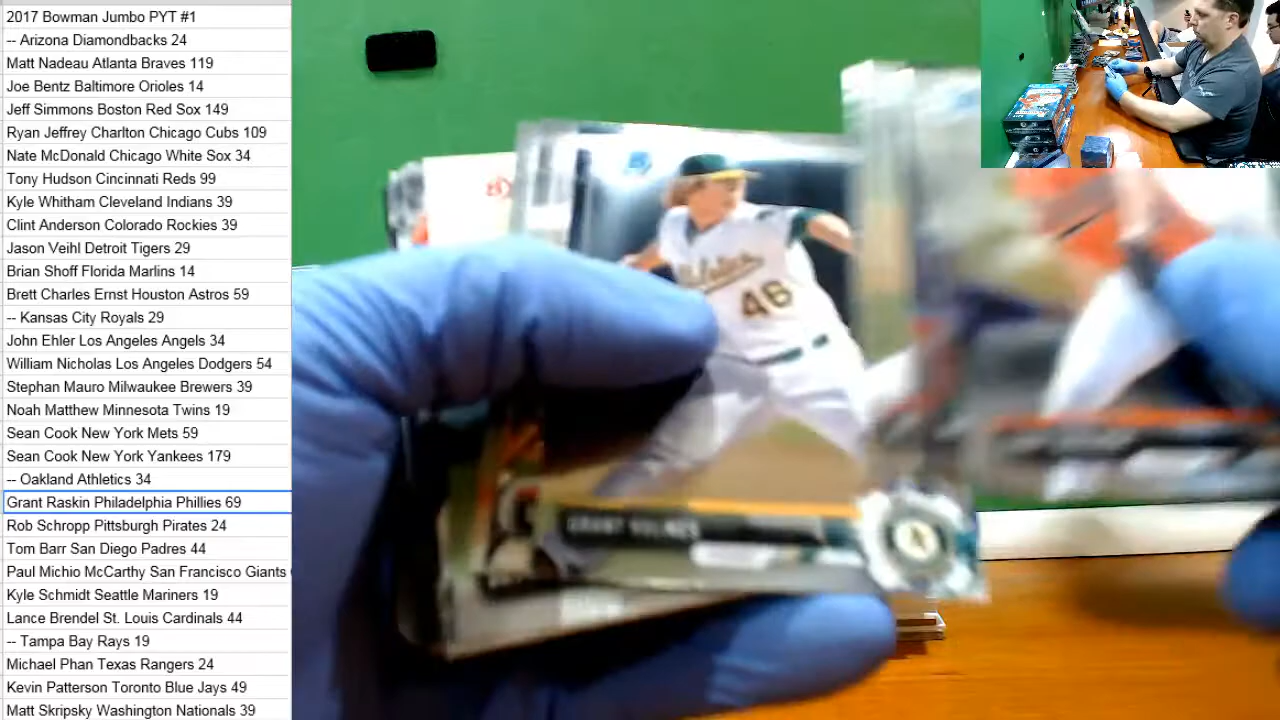 2017 Bowman Jumbo PYT #1
-- Arizona Diamondbacks 24
Matt Nadeau Atlanta Braves 119
Joe Bentz Baltimore Orioles 14
Jeff Simmons Boston Red Sox 149
Ryan Jeffrey Charlton Chicago Cubs 109
Nate McDonald Chicago White Sox 34
Tony Hudson Cincinnati Reds 99
Kyle Whitham Cleveland Indians 39
Clint Anderson Colorado Rockies 39
Jason Veihl Detroit Tigers 29
Brian Shoff Florida Marlins 14
Brett Charles Ernst Houston Astros 59
-- Kansas City Royals 29
John Ehler Los Angeles Angels 34
William Nicholas Los Angeles Dodgers 54
Stephan Mauro Milwaukee Brewers 39
Noah Matthew Minnesota Twins 19
Sean Cook New York Mets 59
Sean Cook New York Yankees 179
-- Oakland Athletics 34
Grant Raskin Philadelphia Phillies 69
Rob Schropp Pittsburgh Pirates 24
Tom Barr San Diego Padres 44
Paul Michio McCarthy San Francisco Giants
Kyle Schmidt Seattle Mariners 19
Lance Brendel St. Louis Cardinals 44
-- Tampa Bay Rays 19
Michael Phan Texas Rangers 24
Kevin Patterson Toronto Blue Jays 49
Matt Skripsky Washington Nationals 39
46
GRANT HOLMES